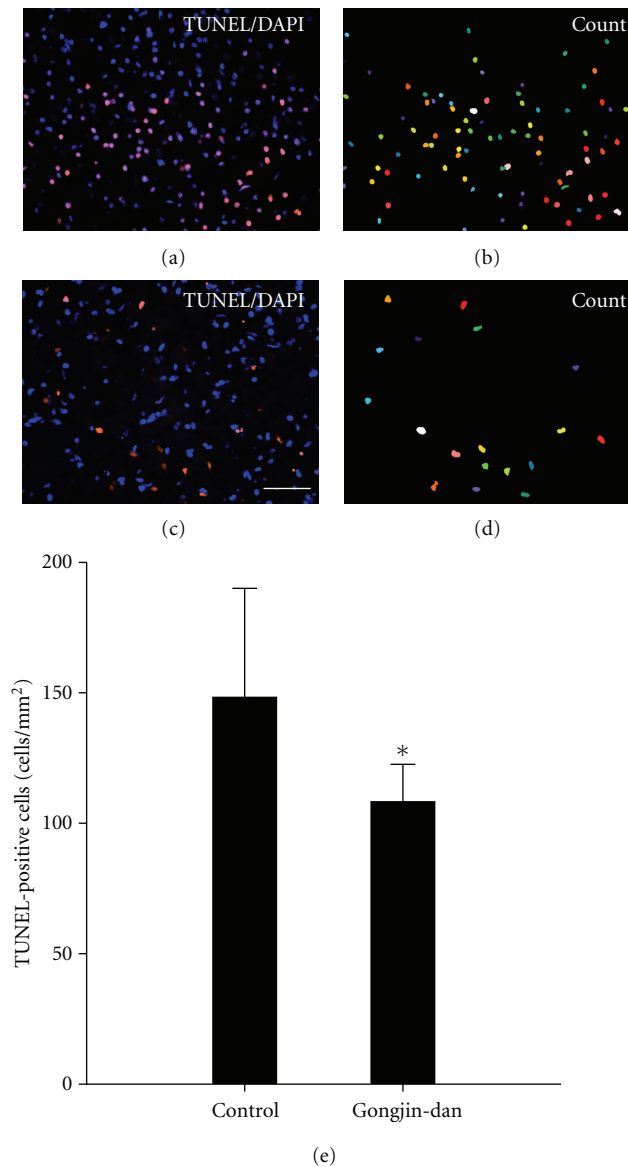 TUNEL/DAPI
Count
(a)
(b)
TUNEL/DAPI
Count
(c)
(d)
200
150
100
50
0
TUNEL-positive cells (cells/mm²)
*
Control
Gongjin-dan
(e)